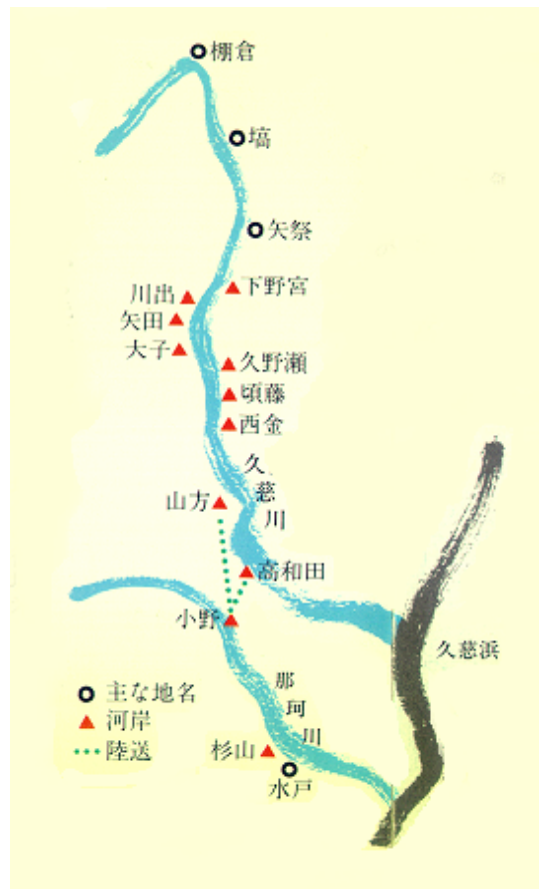 棚倉
塙
矢祭
下野宮
川出
矢田
大子
久野瀬
頃藤
西金
久慈川
山方
高和田
小野
久慈浜
那珂川
杉山
水戸
主な地名
河岸
陸送